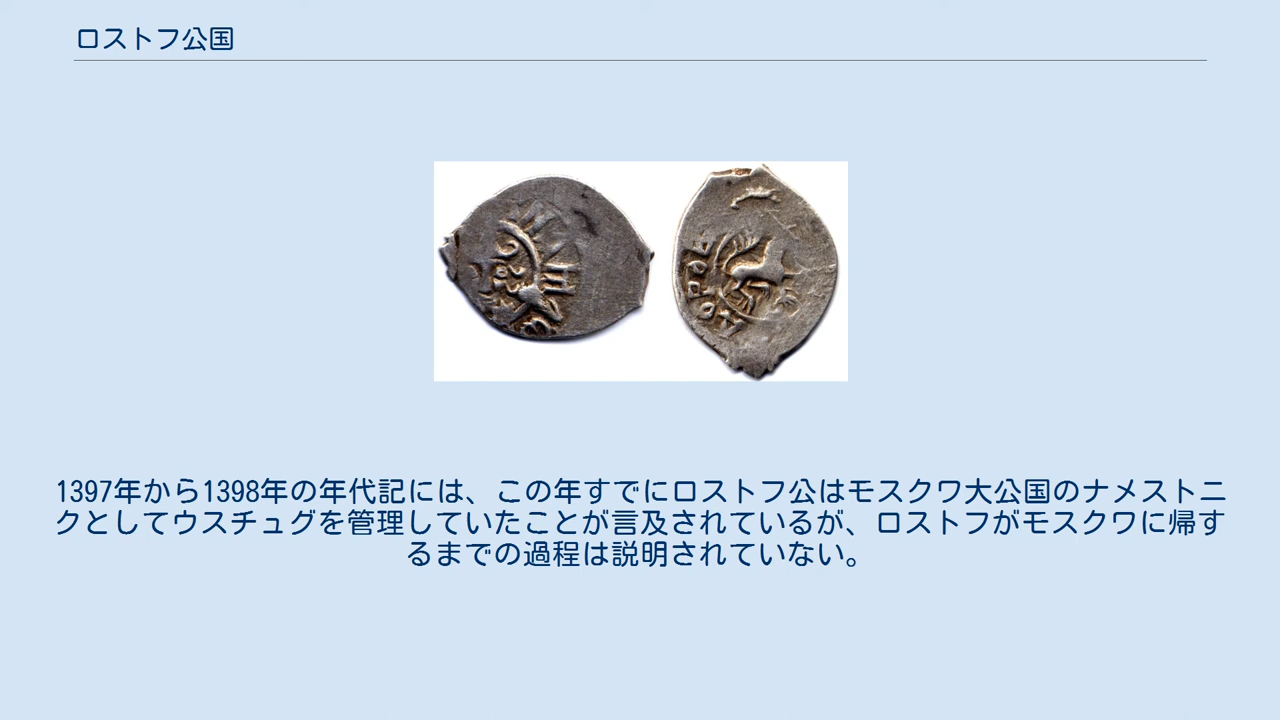 ロストフ公国
1397年から1398年の年代記には、この年すでにロストフ公はモスクワ大公国のナメストニ
クとしてウスチュグを管理していたことが言及されているが、ロストフがモスクワに帰す
るまでの過程は説明されていない。